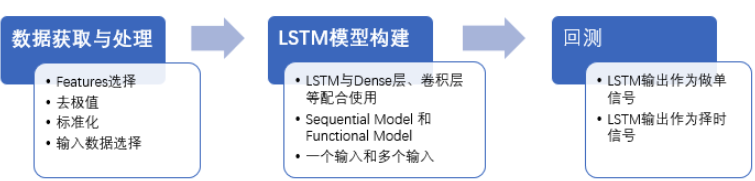 数据获取与处理
• Features选择
• 去极值
• 标准化
• 输入数据选择
LSTM模型构建
• LSTM与Dense层、卷积层
等配合使用
• Sequential Model 和
Functional Model
• 一个输入和多个输入
回测
• LSTM输出作为做单
信号
• LSTM输出作为择时
信号